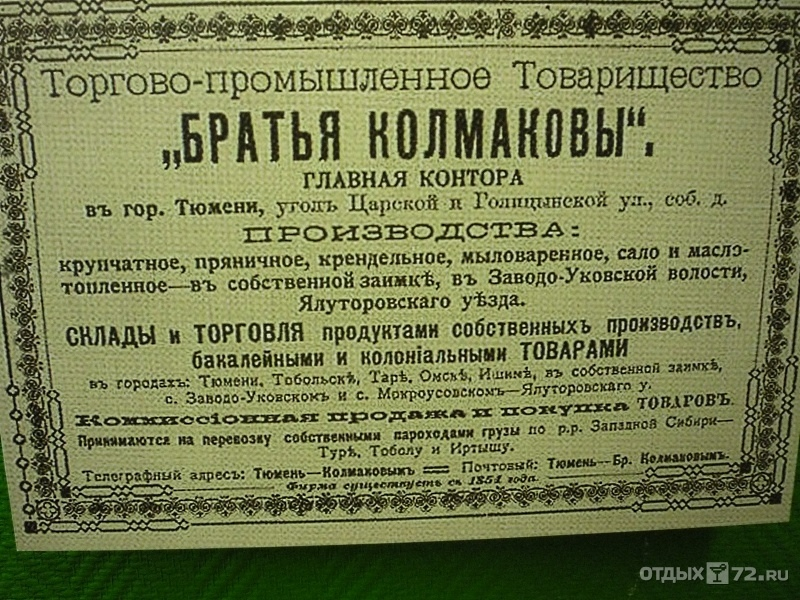 Торгово-промышленное Товарищество
„БРАТЬЯ КОЛМАКОВЫ“.
ГЛАВНАЯ КОНТОРА
въ гор. Тюмени, уголъ Царской и Голицынской ул., соб. д.
ПРОИЗВОДСТВА:
крупчатное, пряничное, крендельное, мыловаренное, сало и масло-
топленное—въ собственной заимкѣ, въ Заводо-Уковской волости,
Ялуторовскаго уѣзда.
СКЛАДЫ и ТОРГОВЛЯ продуктами собственныхъ производствъ,
бакалейными и колоніальными ТОВАРАМИ
въ городахъ: Тюмени, Тобольскѣ, Тарѣ, Омскѣ, Ишимѣ, въ собственной заимкѣ,
с. Заводо-Уковскомъ и с. Мокроусовскомъ—Ялуторовскаго у.
Коммиссіонная продажа и покупка ТОВАРОВЪ.
Принимаются на перевозку собственными пароходами грузы по р.р. Западной Сибири—
Турѣ, Тоболу и Иртышу.
Телеграфный адресъ: Тюмень—Колмаковымъ == Почтовый: Тюмень—Бр. Колмаковымъ.
Фирма существуетъ съ 1854 года.
ОТДЫХ72.RU